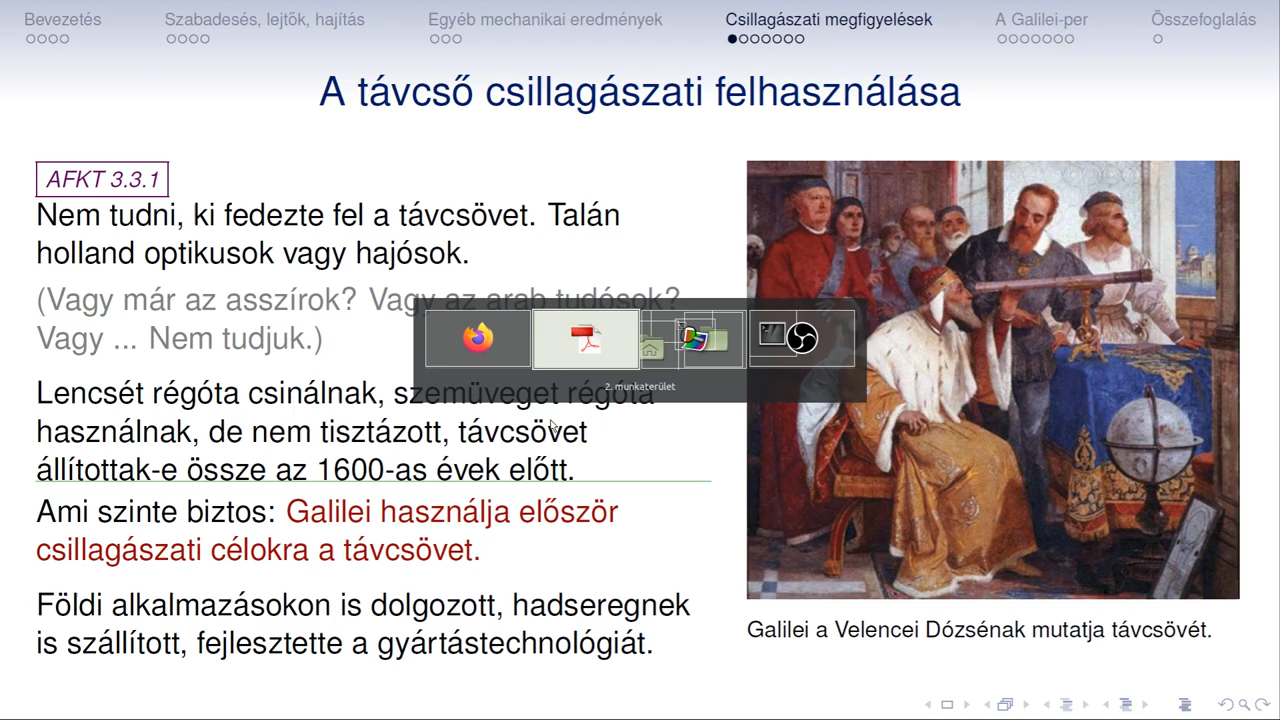 Bevezetés
Szabadesés, lejtők, hajítás
Egyéb mechanikai eredmények
Csillagászati megfigyelések
A Galilei-per
Összefoglalás
A távcső csillagászati felhasználása
AFKT 3.3.1
Nem tudni, ki fedezte fel a távcsövet. Talán
holland optikusok vagy hajósok.
(Vagy már az asszírok? Vagy az arab tudósok?
Vagy ... Nem tudjuk.)
2. munkaterület
Lencsét régóta csinálnak, szemüveget régóta
használnak, de nem tisztázott, távcsövet
állítottak-e össze az 1600-as évek előtt.
Ami szinte biztos: Galilei használja először
csillagászati célokra a távcsövet.
Földi alkalmazásokon is dolgozott, hadseregnek
is szállított, fejlesztette a gyártástechnológiát.
Galilei a Velencei Dózsénak mutatja távcsövét.